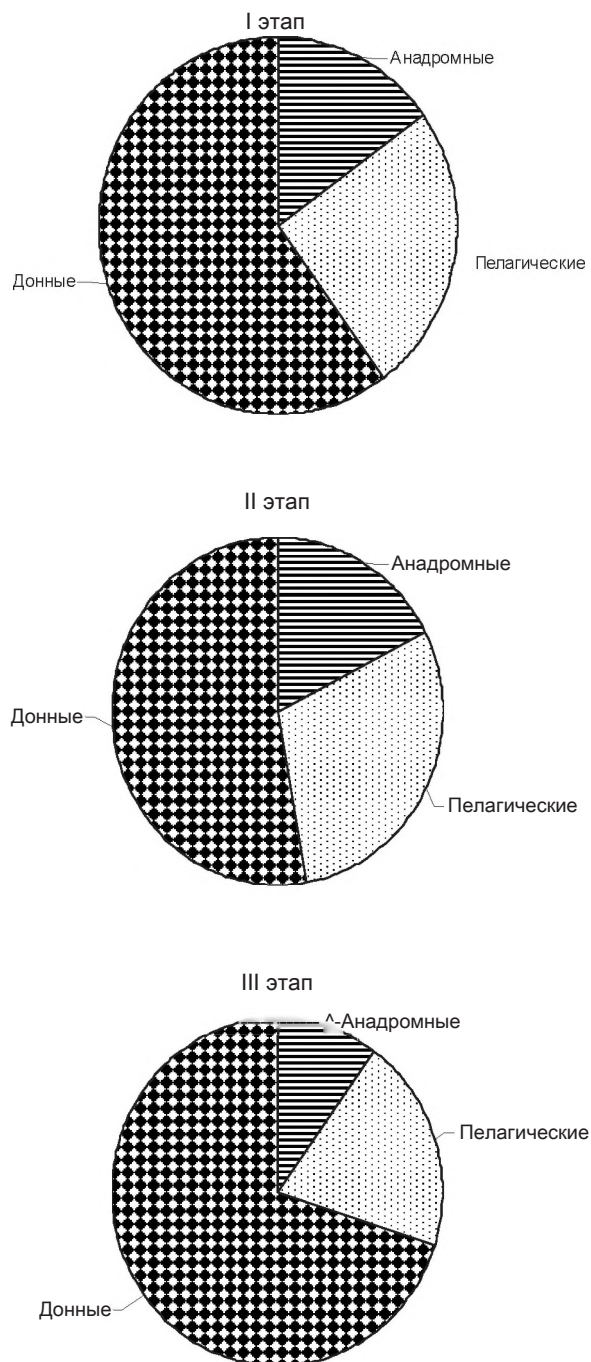 I этап
Анадромные
Пелагические
Донные
II этап
Анадромные
Донные
Пелагические
III этап
^-Анадромные
Пелагические
Донные